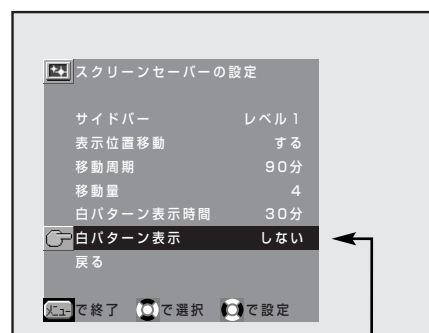 スクリーンセーバーの設定
サイドバー レベル1
表示位置移動 する
移動周期 90分
移動量 4
白パターン表示時間 30分
白パターン表示 しない
戻る
メニューで終了 で選択 で設定